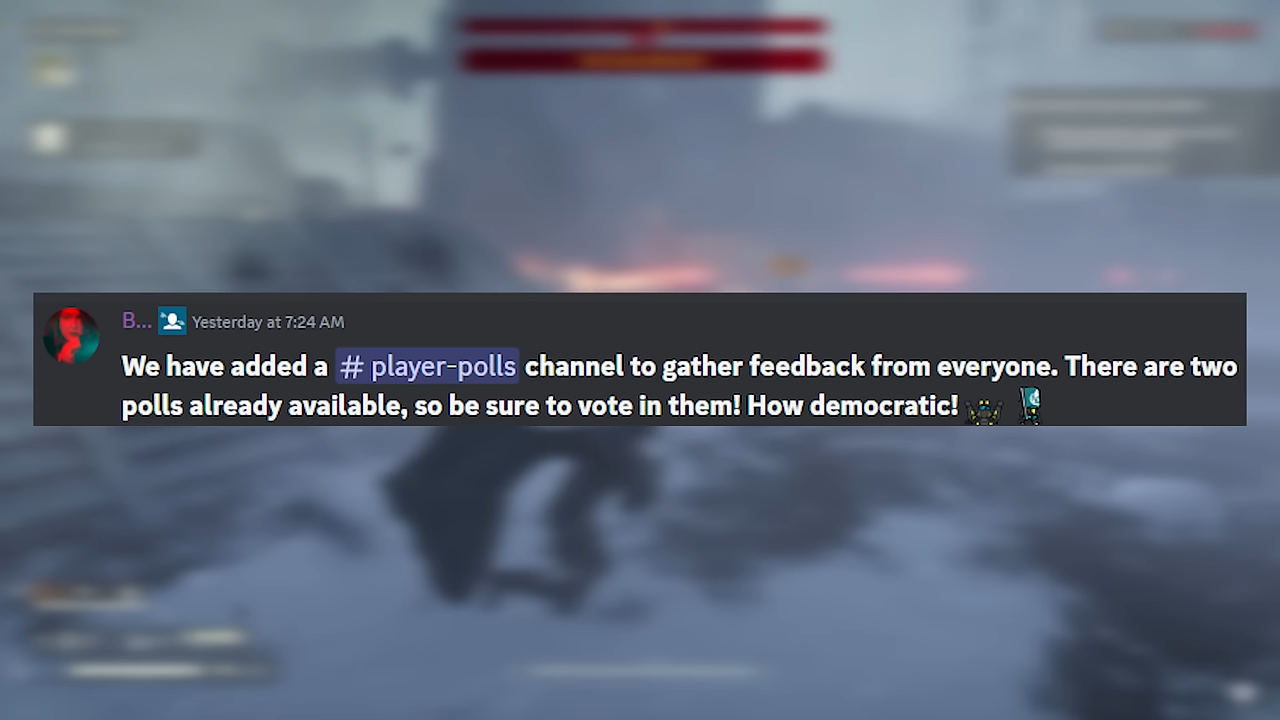 B... Yesterday at 7:24 AM
We have added a # player-polls channel to gather feedback from everyone. There are two
polls already available, so be sure to vote in them! How democratic!